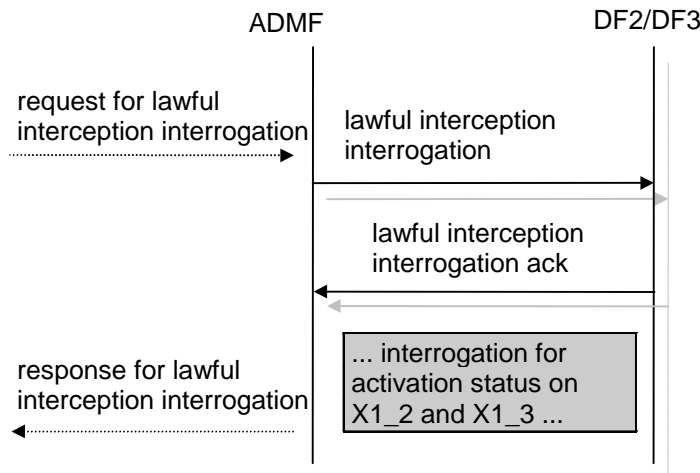 ADMF
DF2/DF3
request for lawful
interception interrogation
lawful interception
interrogation
lawful interception
interrogation ack
... interrogation for
activation status on
X1_2 and X1_3 ...
response for lawful
interception interrogation